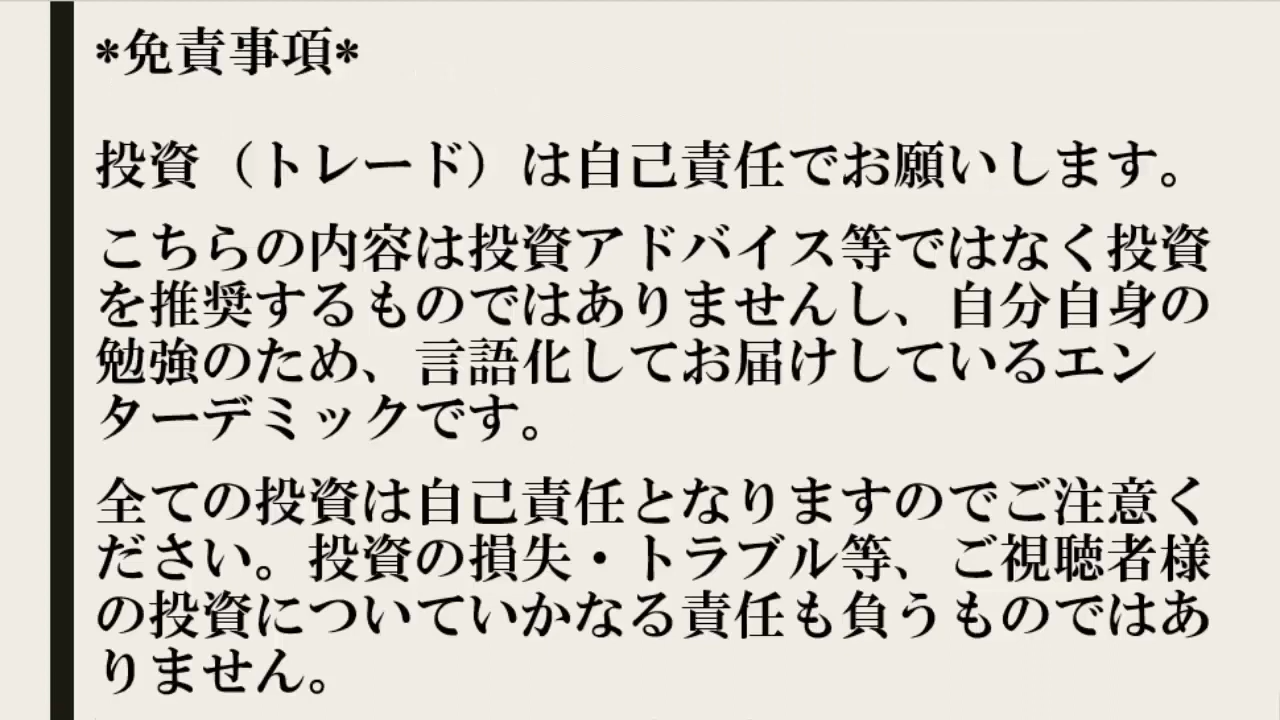 *免責事項*
投資（トレード）は自己責任でお願いします。
こちらの内容は投資アドバイス等ではなく投資
を推奨するものではありませんし、自分自身の
勉強のため、言語化してお届けしているエン
ターデミックです。
全ての投資は自己責任となりますのでご注意く
ださい。投資の損失・トラブル等、ご視聴者様
の投資についていかなる責任も負うものではあ
りません。